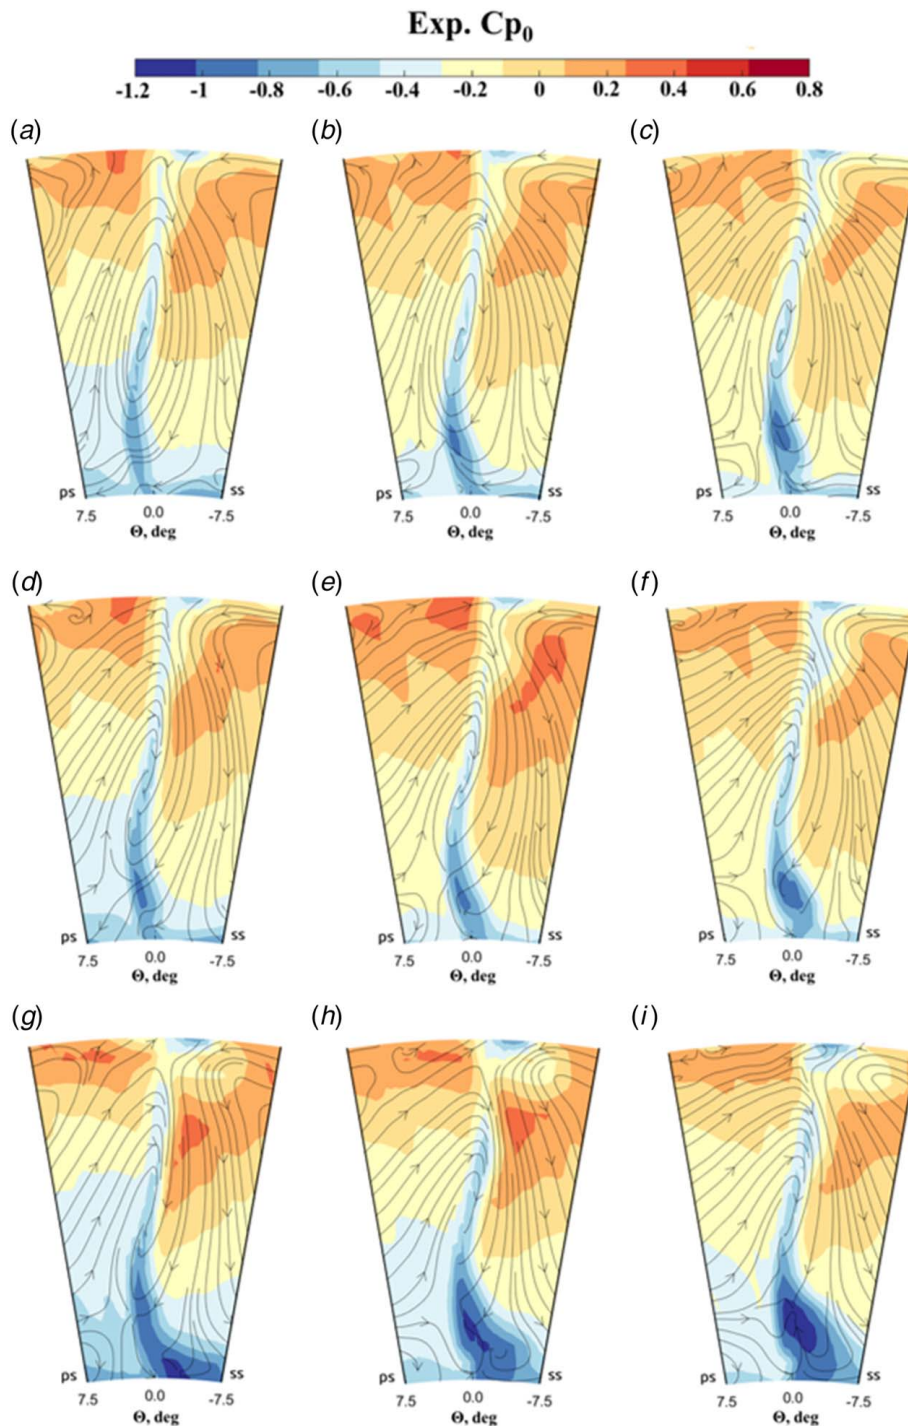 Exp. Cp₀
-1.2 -1 -0.8 -0.6 -0.4 -0.2 0 0.2 0.4 0.6 0.8
(a) (b) (c)
ps ss ps ss ps ss
7.5 0.0 -7.5 7.5 0.0 -7.5 7.5 0.0 -7.5
Θ, deg Θ, deg Θ, deg
(d) (e) (f)
ps ss ps ss ps ss
7.5 0.0 -7.5 7.5 0.0 -7.5 7.5 0.0 -7.5
Θ, deg Θ, deg Θ, deg
(g) (h) (i)
ps ss ps ss ps ss
7.5 0.0 -7.5 7.5 0.0 -7.5 7.5 0.0 -7.5
Θ, deg Θ, deg Θ, deg